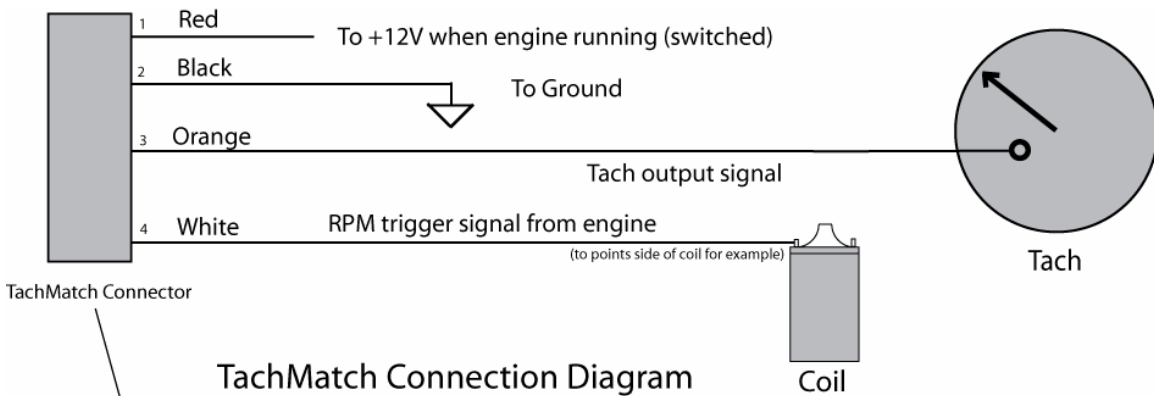 1 Red
To +12V when engine running (switched)
2 Black
To Ground
3 Orange
Tach output signal
4 White
RPM trigger signal from engine
(to points side of coil for example)
Tach
TachMatch Connector
TachMatch Connection Diagram
Coil